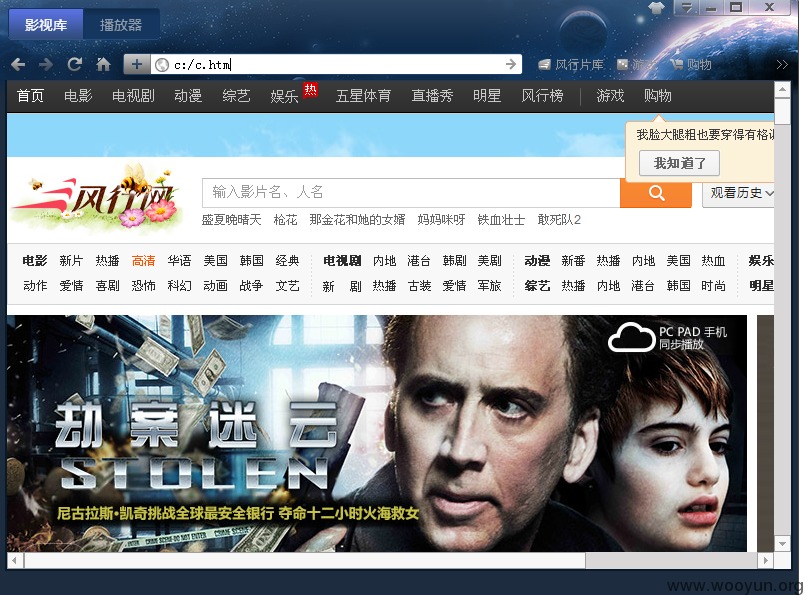 影视库 播放器
c:/c.htm 风行片库 游戏 购物
首页 电影 电视剧 动漫 综艺 娱乐 热 五星体育 直播秀 明星 风行榜 游戏 购物
我脸大腿粗也要穿得有格
我知道了
风行网
输入影片名、人名 观看历史
盛夏晚晴天 枪花 那金花和她的女婿 妈妈咪呀 铁血壮士 敢死队2
电影 新片 热播 高清 华语 美国 韩国 经典 电视剧 内地 港台 韩剧 美剧 动漫 新番 热播 内地 美国 热血 娱乐
动作 爱情 喜剧 恐怖 科幻 动画 战争 文艺 新 剧 热播 古装 爱情 军旅 综艺 热播 内地 港台 韩国 时尚 明星
PC PAD 手机
同步播放
劫案迷云
STOLEN
尼古拉斯·凯奇挑战全球最安全银行 夺命十二小时火海救女
www.wooyun.org